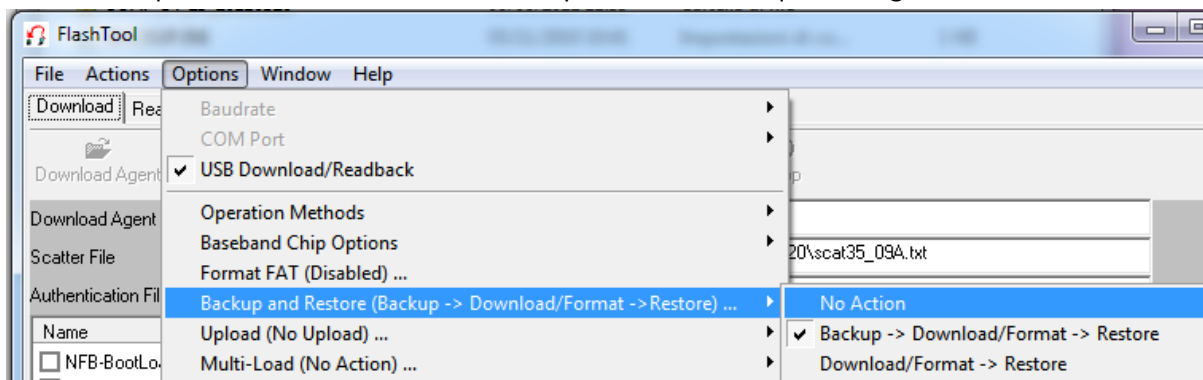 FlashTool
File Actions Options Window Help
Download Rea
Baudrate
COM Port
Download Agent
USB Download/Readback
Download Agent
Operation Methods
Baseband Chip Options
Scatter File
20\scat35_09A.txt
Format FAT (Disabled) ...
Authentication Fil
Backup and Restore (Backup -> Download/Format ->Restore) ...
No Action
Name
Upload (No Upload) ...
Backup -> Download/Format -> Restore
NFB-BootLo
Multi-Load (No Action) ...
Download/Format -> Restore